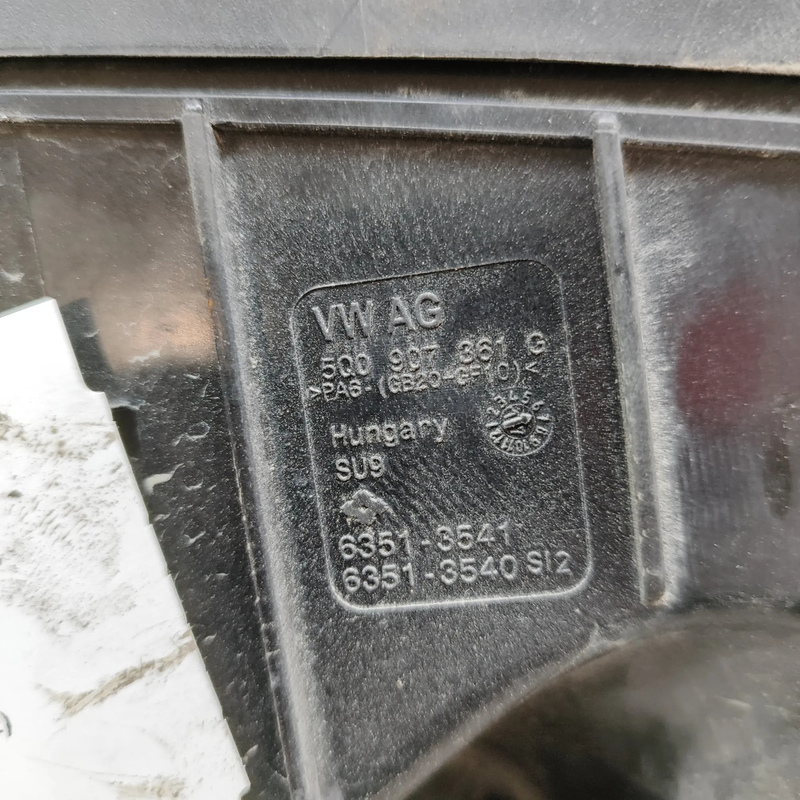 VW AG
5Q0 907 361 G
>PA6-(GB20-GF10)<
Hungary
SU9
6351-3541
6351-3540 SI2